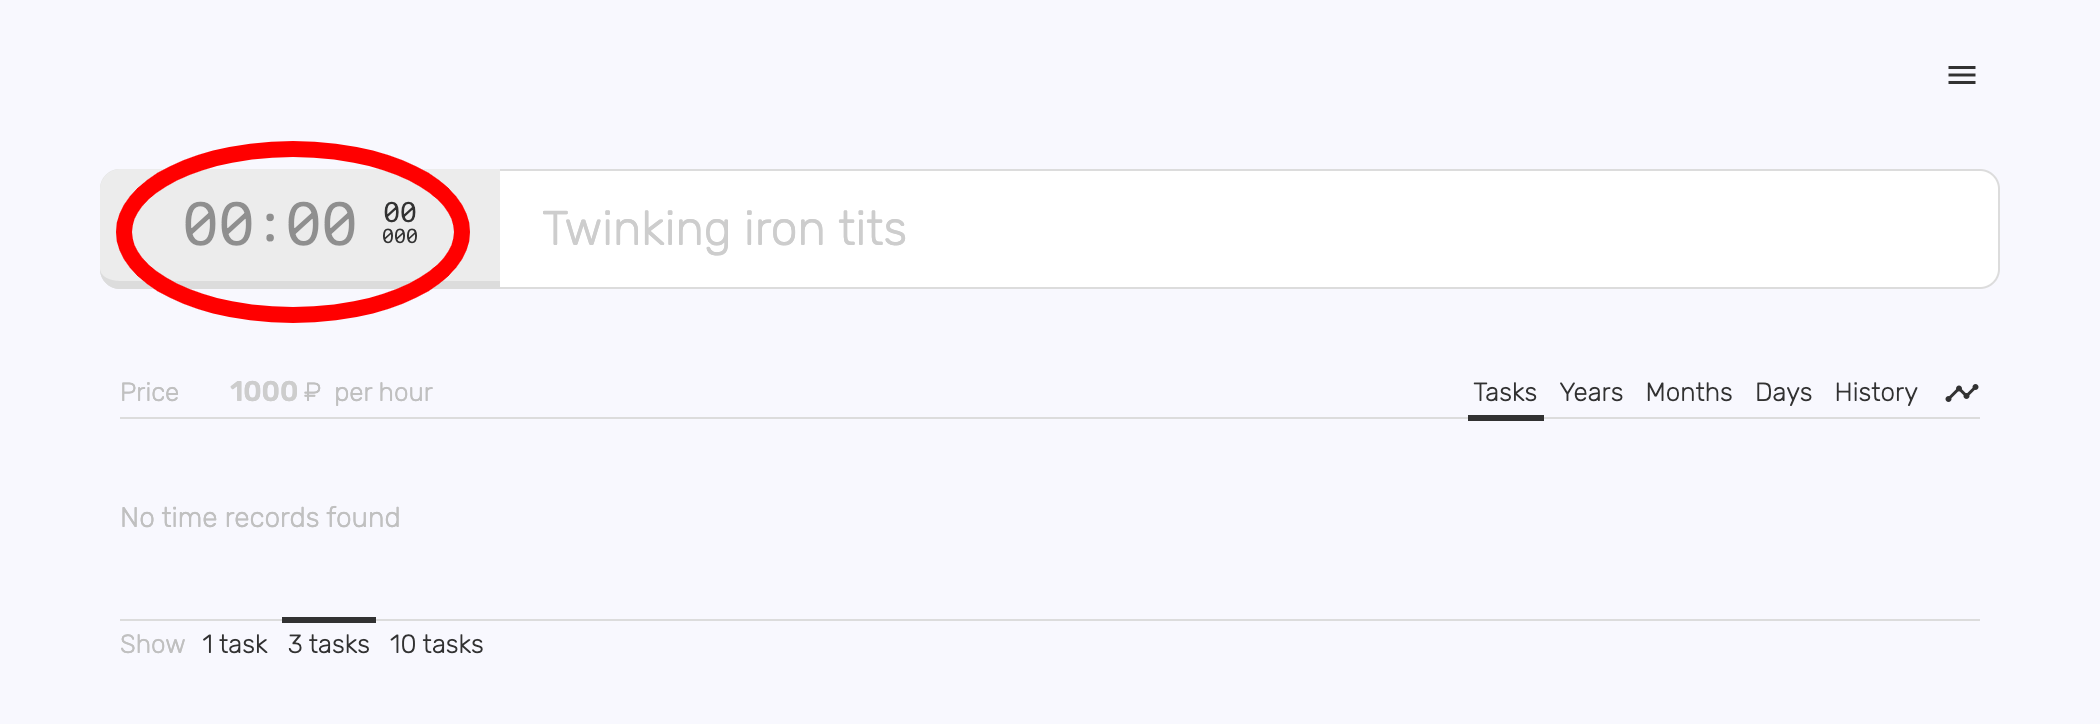 00:00 00
000
Twinking iron tits
Price 1000 ₽ per hour
Tasks Years Months Days History
No time records found
Show 1 task 3 tasks 10 tasks